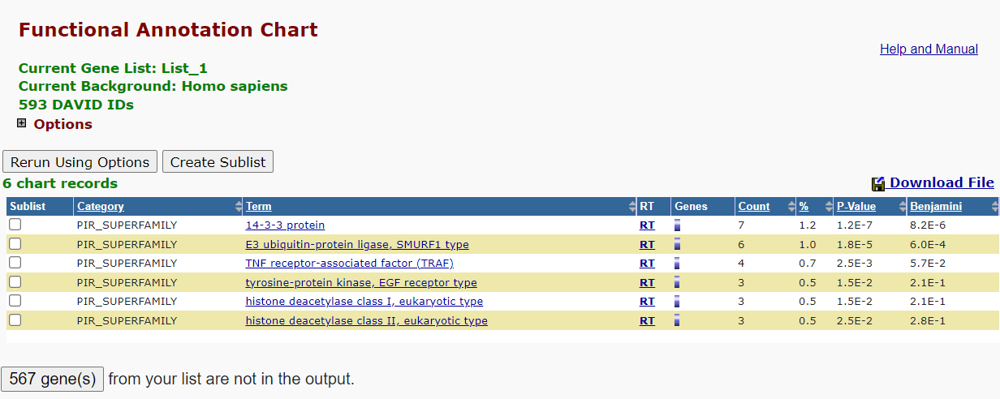 Functional Annotation Chart
Help and Manual
Current Gene List: List_1
Current Background: Homo sapiens
593 DAVID IDs
Options
Rerun Using Options Create Sublist
6 chart records Download File
Sublist Category Term RT Genes Count % P-Value Benjamini
PIR_SUPERFAMILY 14-3-3 protein RT 7 1.2 1.2E-7 8.2E-6
PIR_SUPERFAMILY E3 ubiquitin-protein ligase, SMURF1 type RT 6 1.0 1.8E-5 6.0E-4
PIR_SUPERFAMILY TNF receptor-associated factor (TRAF) RT 4 0.7 2.5E-3 5.7E-2
PIR_SUPERFAMILY tyrosine-protein kinase, EGF receptor type RT 3 0.5 1.5E-2 2.1E-1
PIR_SUPERFAMILY histone deacetylase class I, eukaryotic type RT 3 0.5 1.5E-2 2.1E-1
PIR_SUPERFAMILY histone deacetylase class II, eukaryotic type RT 3 0.5 2.5E-2 2.8E-1
567 gene(s) from your list are not in the output.